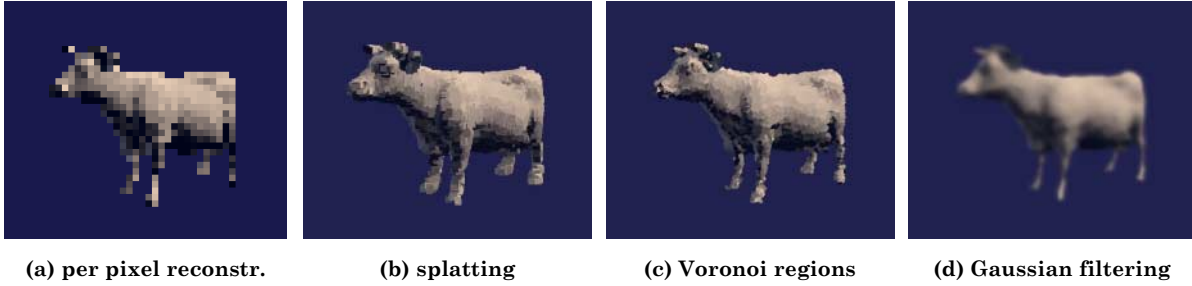 (a) per pixel reconstr.
(b) splatting
(c) Voronoi regions
(d) Gaussian filtering